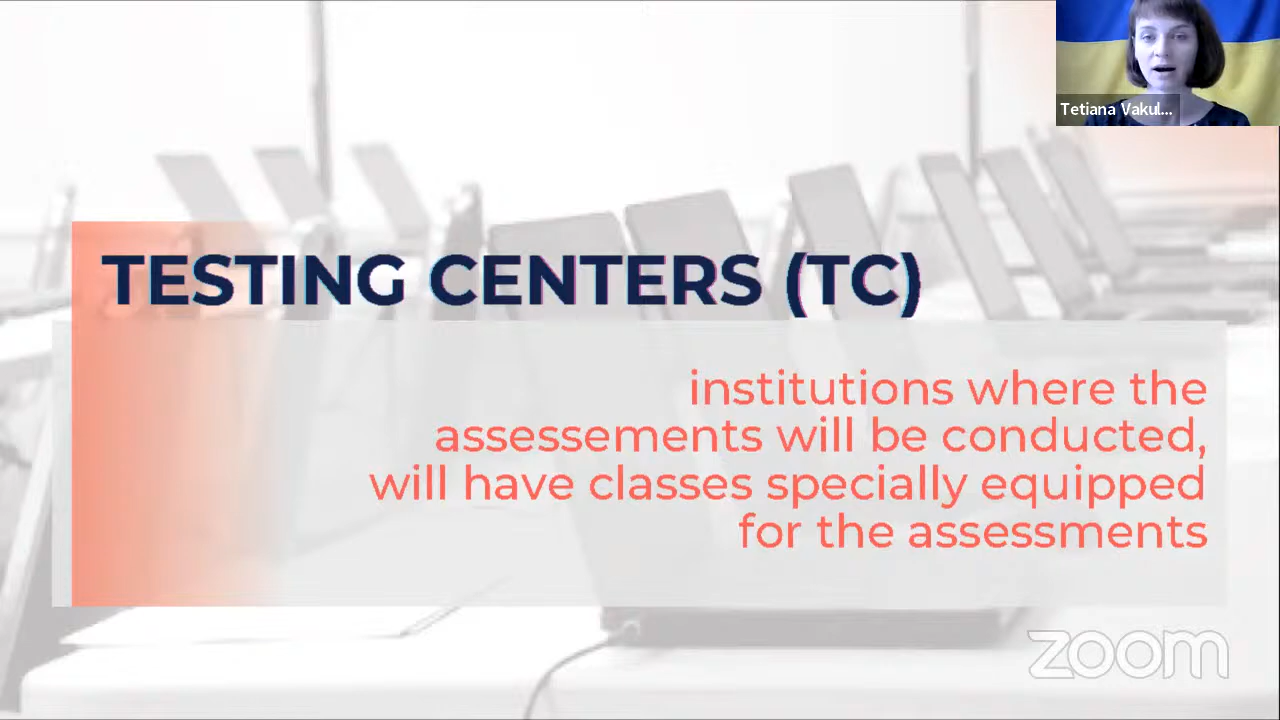 Tetiana Vakul...
TESTING CENTERS (TC)
institutions where the
assessements will be conducted,
will have classes specially equipped
for the assessments
zoom